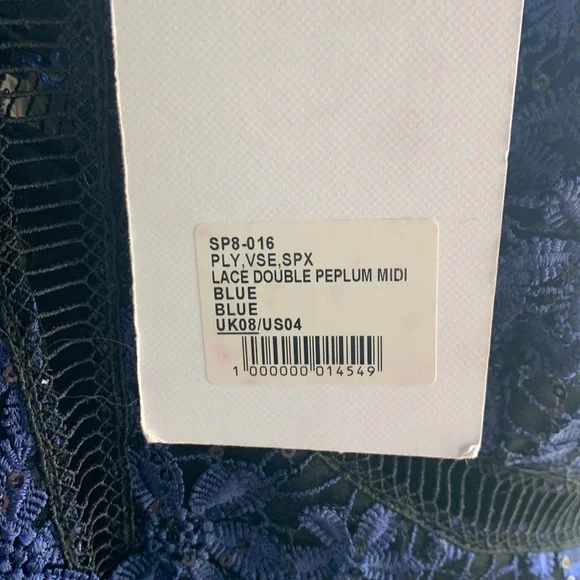 SP8-016
PLY,VSE,SPX
LACE DOUBLE PEPLUM MIDI
BLUE
BLUE
UK08/US04
1 000000 014549